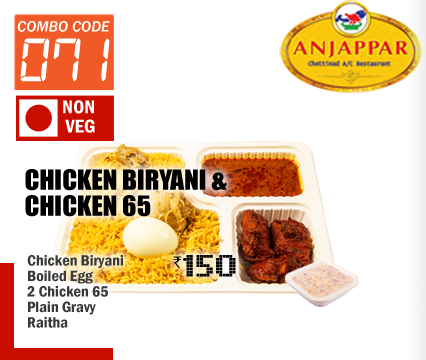 COMBO CODE
071
NON
VEG
ANJAPPAR
Chettinad A/C Restaurant
CHICKEN BIRYANI &
CHICKEN 65
₹150
Chicken Biryani
Boiled Egg
2 Chicken 65
Plain Gravy
Raitha